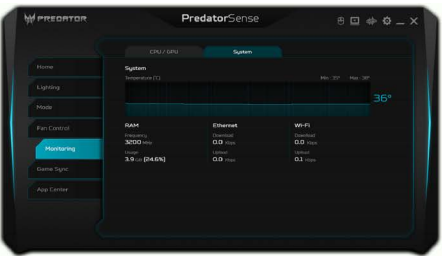 PREDATOR
PredatorSense
CPU / GPU
System
Home
Lighting
Mode
Fan Control
Monitoring
Game Sync
App Center
System
Temperature (°C)
Min : 35° Max : 38°
36°
RAM
Frequency
3200 MHz
Usage
3.9 GB (24.6%)
Ethernet
Download
0.0 Kbps
Upload
0.0 Kbps
Wi-Fi
Download
0.0 Kbps
Upload
0.1 Kbps